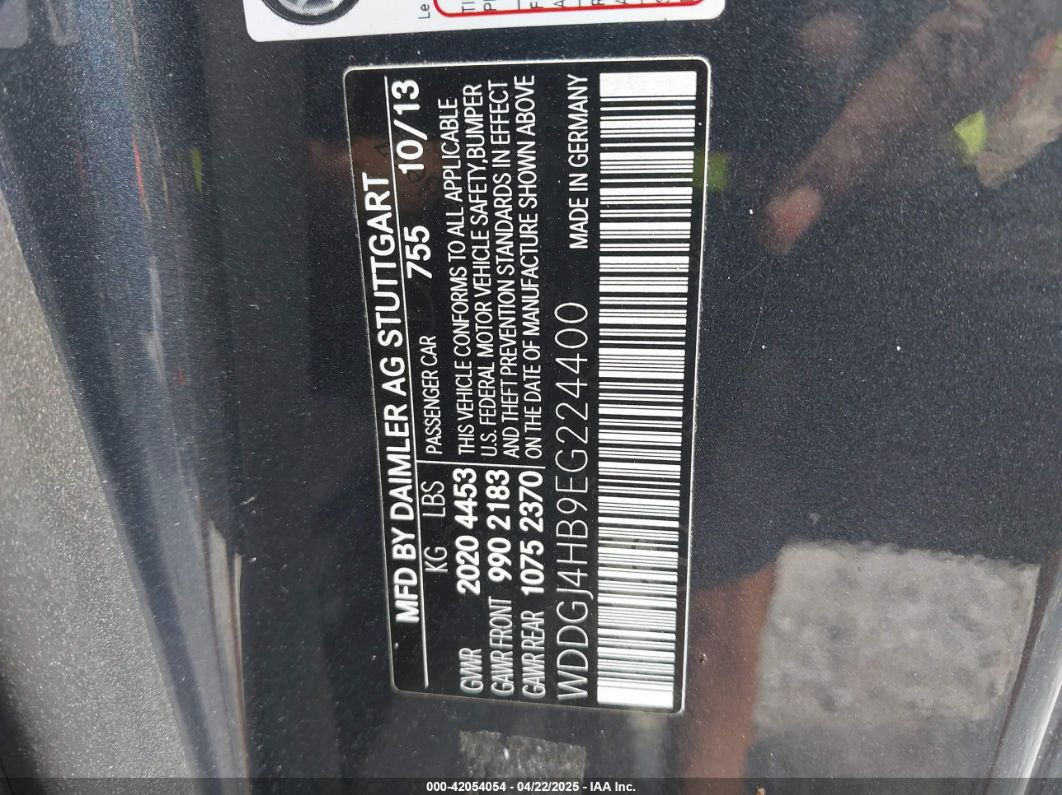 MFD BY DAIMLER AG STUTTGART
KG LBS PASSENGER CAR 755 10/13
GVWR 2020 4453 THIS VEHICLE CONFORMS TO ALL APPLICABLE
GAWR FRONT 990 2183 U.S. FEDERAL MOTOR VEHICLE SAFETY,BUMPER
AND THEFT PREVENTION STANDARDS IN EFFECT
GAWR REAR 1075 2370 ON THE DATE OF MANUFACTURE SHOWN ABOVE
WDDGJ4HB9EG224400 MADE IN GERMANY
000-42054054 - 04/22/2025 - IAA Inc.